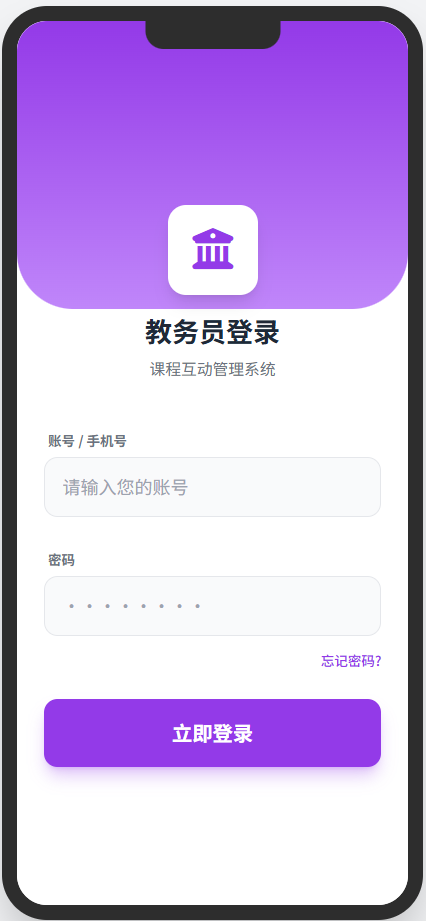 教务员登录
课程互动管理系统
账号 / 手机号
请输入您的账号
密码
• • • • • • • •
忘记密码?
立即登录